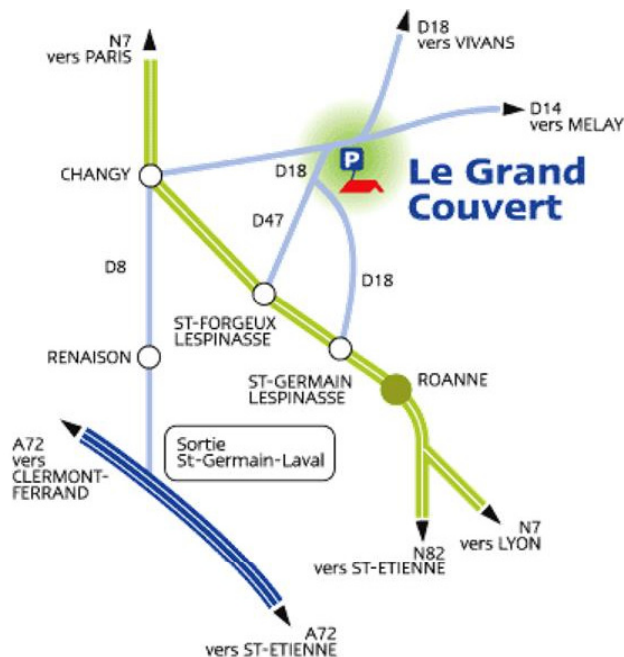 N7
vers PARIS
D18
vers VIVANS
D14
vers MELAY
P
CHANGY
D18
Le Grand
Couvert
D47
D8
D18
ST-FORGEUX
LESPINASSE
RENAISON
ST-GERMAIN
LESPINASSE
ROANNE
A72
vers
CLERMONT-
FERRAND
Sortie
St-Germain-Laval
N7
vers LYON
N82
vers ST-ETIENNE
A72
vers ST-ETIENNE